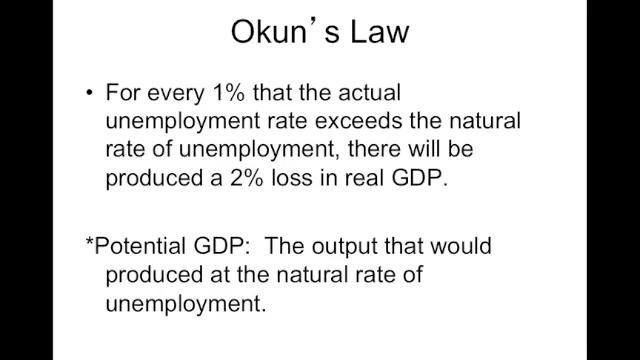 Okun’s Law
• For every 1% that the actual
unemployment rate exceeds the natural
rate of unemployment, there will be
produced a 2% loss in real GDP.
*Potential GDP: The output that would
produced at the natural rate of
unemployment.